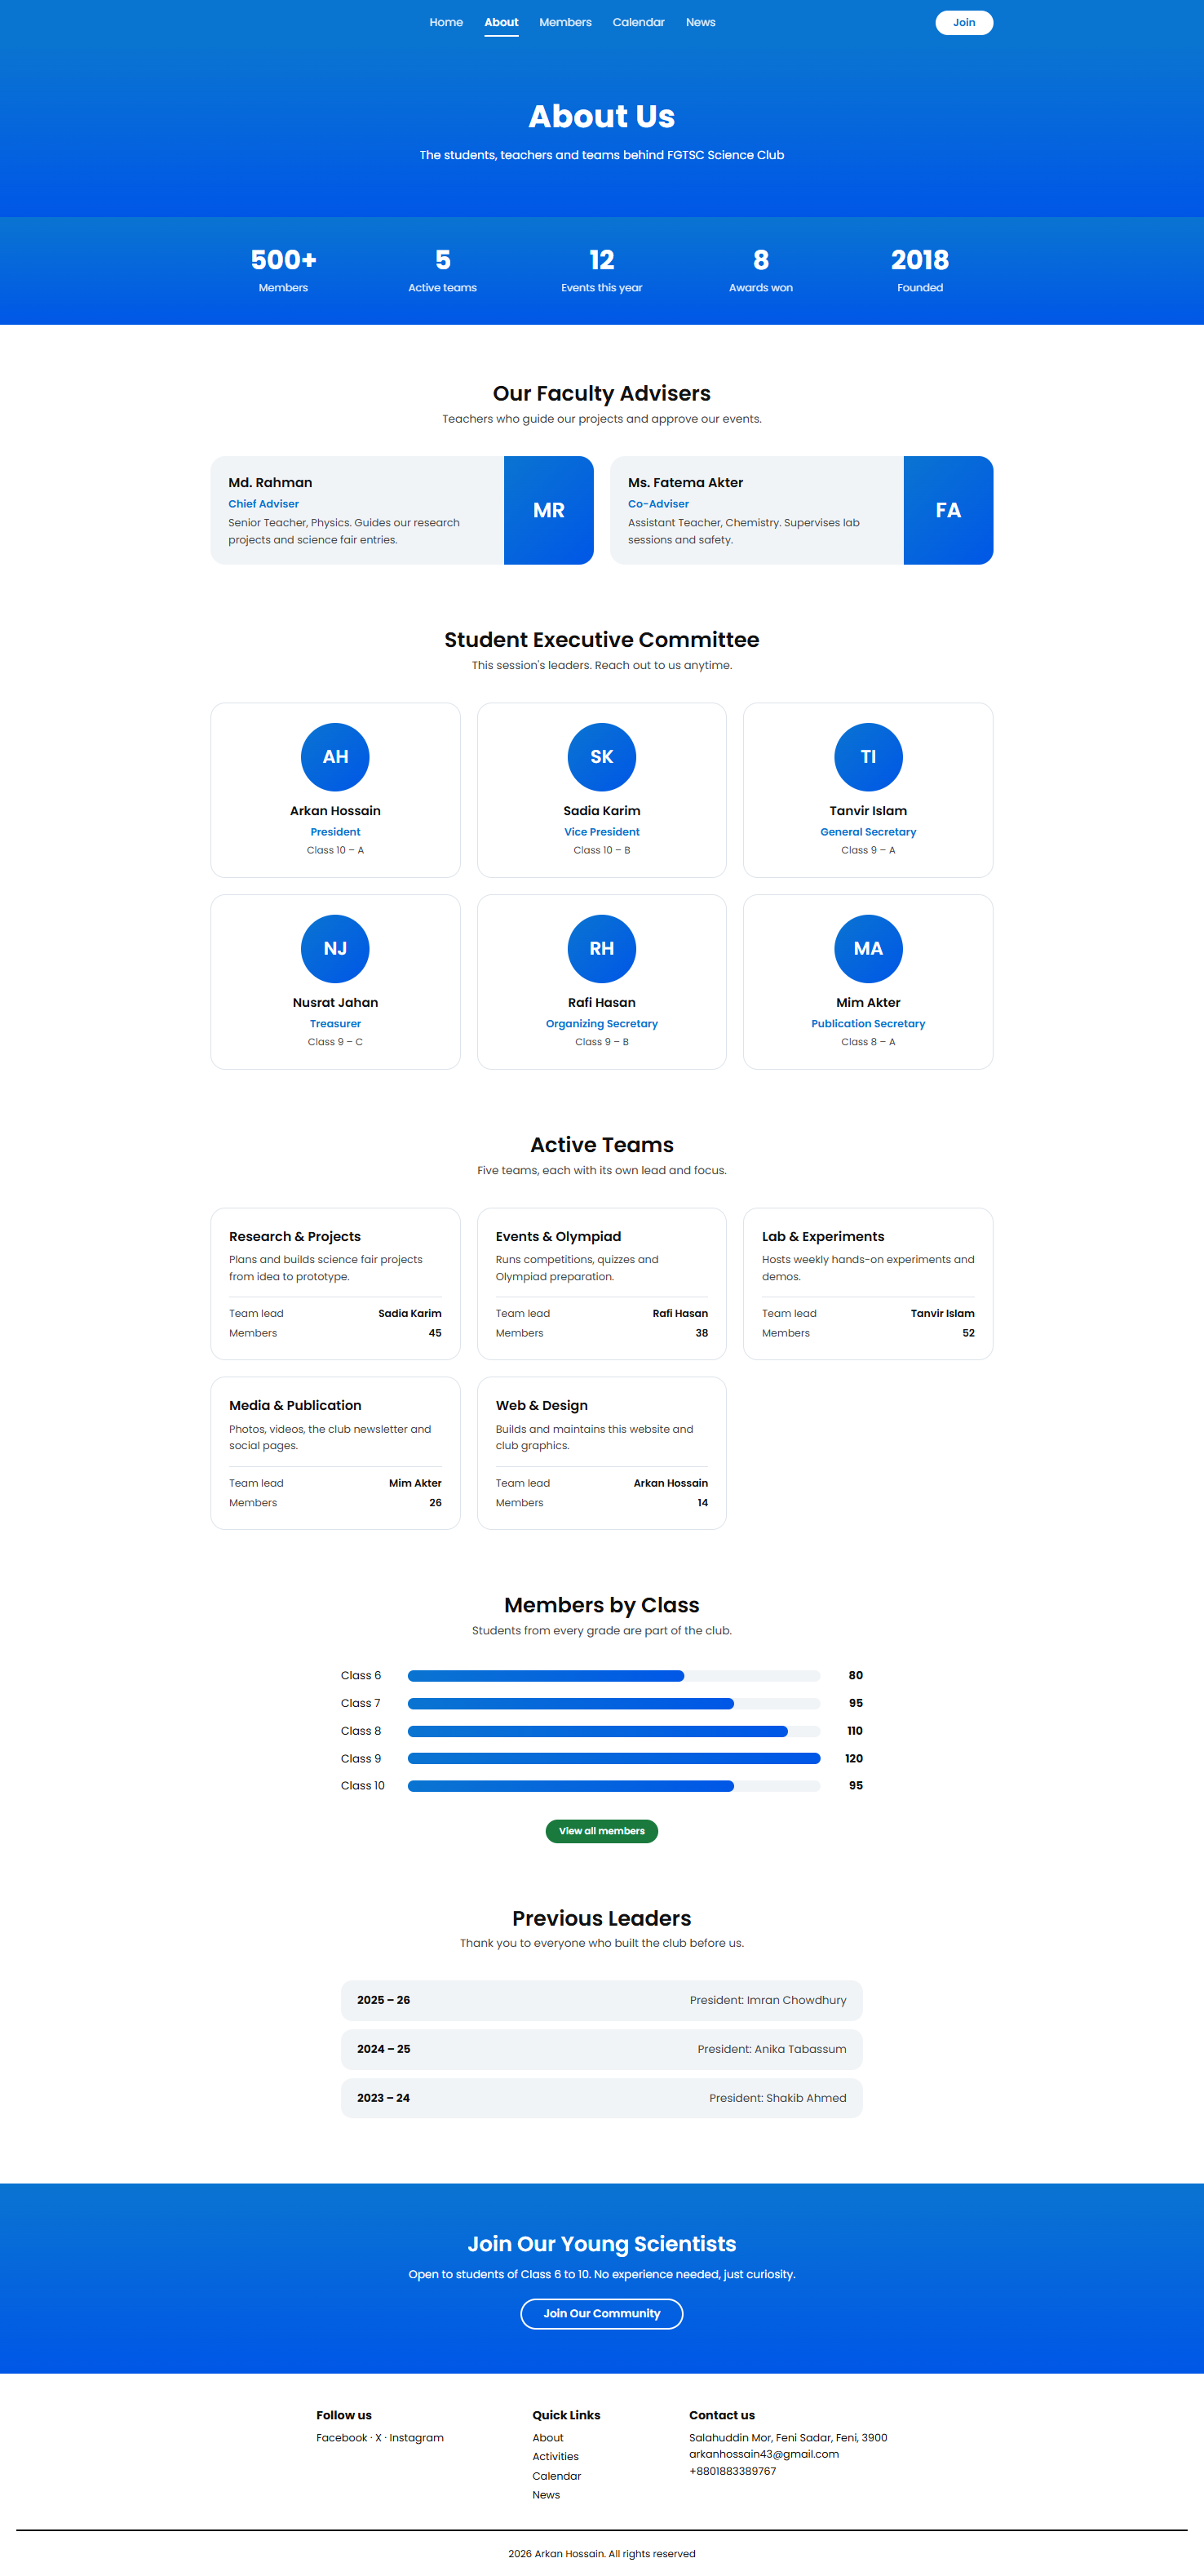 Home About Members Calendar News Join
About Us
The students, teachers and teams behind FGTSC Science Club
500+ 5 12 8 2018
Members Active teams Events this year Awards won Founded
Our Faculty Advisers
Teachers who guide our projects and approve our events.
Md. Rahman
Chief Adviser
Senior Teacher, Physics. Guides our research
projects and science fair entries.
MR
Ms. Fatema Akter
Co-Adviser
Assistant Teacher, Chemistry. Supervises lab
sessions and safety.
FA
Student Executive Committee
This session's leaders. Reach out to us anytime.
AH
Arkan Hossain
President
Class 10 – A
SK
Sadia Karim
Vice President
Class 10 – B
TI
Tanvir Islam
General Secretary
Class 9 – A
NJ
Nusrat Jahan
Treasurer
Class 9 – C
RH
Rafi Hasan
Organizing Secretary
Class 9 – B
MA
Mim Akter
Publication Secretary
Class 8 – A
Active Teams
Five teams, each with its own lead and focus.
Research & Projects
Plans and builds science fair projects
from idea to prototype.
Team lead Sadia Karim
Members 45
Events & Olympiad
Runs competitions, quizzes and
Olympiad preparation.
Team lead Rafi Hasan
Members 38
Lab & Experiments
Hosts weekly hands-on experiments and
demos.
Team lead Tanvir Islam
Members 52
Media & Publication
Photos, videos, the club newsletter and
social pages.
Team lead Mim Akter
Members 26
Web & Design
Builds and maintains this website and
club graphics.
Team lead Arkan Hossain
Members 14
Members by Class
Students from every grade are part of the club.
Class 6 80
Class 7 95
Class 8 110
Class 9 120
Class 10 95
View all members
Previous Leaders
Thank you to everyone who built the club before us.
2025 – 26 President: Imran Chowdhury
2024 – 25 President: Anika Tabassum
2023 – 24 President: Shakib Ahmed
Join Our Young Scientists
Open to students of Class 6 to 10. No experience needed, just curiosity.
Join Our Community
Follow us
Facebook · X · Instagram
Quick Links
About
Activities
Calendar
News
Contact us
Salahuddin Mor, Feni Sadar, Feni, 3900
arkanhossain43@gmail.com
+8801883389767
2026 Arkan Hossain. All rights reserved